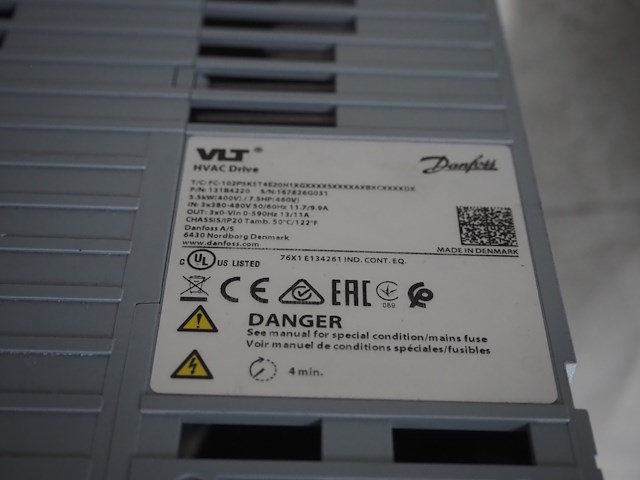 VLT®
HVAC Drive
Danfoss
T/C: FC-102P5K5T4E20H1XGXXXXSXXXXAXBXCXXXXDX
P/N: 131B4220 S/N: 187826G031
5.5kW(400V) / 7.5HP(460V)
IN: 3x380-480V 50/60Hz 11.7/9.9A
OUT: 3x0-Vin 0-590Hz 13/11A
CHASSIS/IP20 Tamb. 50°C/122°F
Danfoss A/S
6430 Nordborg Denmark
www.danfoss.com
MADE IN DENMARK
C UL US LISTED 76X1 E134261 IND. CONT. EQ.
CE EAC
089
DANGER
See manual for special condition/mains fuse
Voir manuel de conditions spéciales/fusibles
4 min.